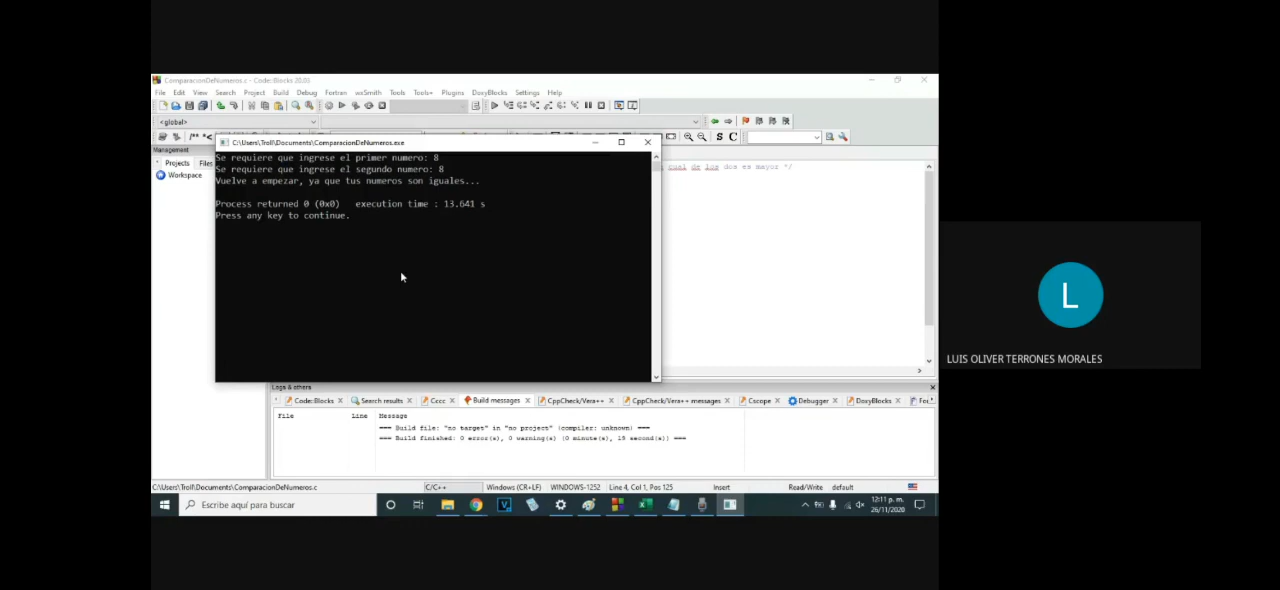 ComparacionDeNumeros.c - Code::Blocks 20.03
File Edit View Search Project Build Debug Fortran wxSmith Tools Tools+ Plugins DoxyBlocks Settings Help
<global>
/** *<
S C
Management
Projects Files
Workspace
C:\Users\Troll\Documents\ComparacionDeNumeros.exe
Se requiere que ingrese el primer numero: 8
Se requiere que ingrese el segundo numero: 8
Vuelve a empezar, ya que tus numeros son iguales...
Process returned 0 (0x0) execution time : 13.641 s
Press any key to continue.
cual de los dos es mayor */
L
LUIS OLIVER TERRONES MORALES
Logs & others
Code::Blocks Search results Cccc Build messages CppCheck/Vera++ CppCheck/Vera++ messages Cscope Debugger DoxyBlocks
File Line Message
=== Build file: "no target" in "no project" (compiler: unknown) ===
=== Build finished: 0 error(s), 0 warning(s) (0 minute(s), 18 second(s)) ===
C:\Users\Troll\Documents\ComparacionDeNumeros.c C/C++ Windows (CR+LF) WINDOWS-1252 Line 4, Col 1, Pos 125 Insert Read/Write default
Escribe aquí para buscar
12:11 p. m.
26/11/2020